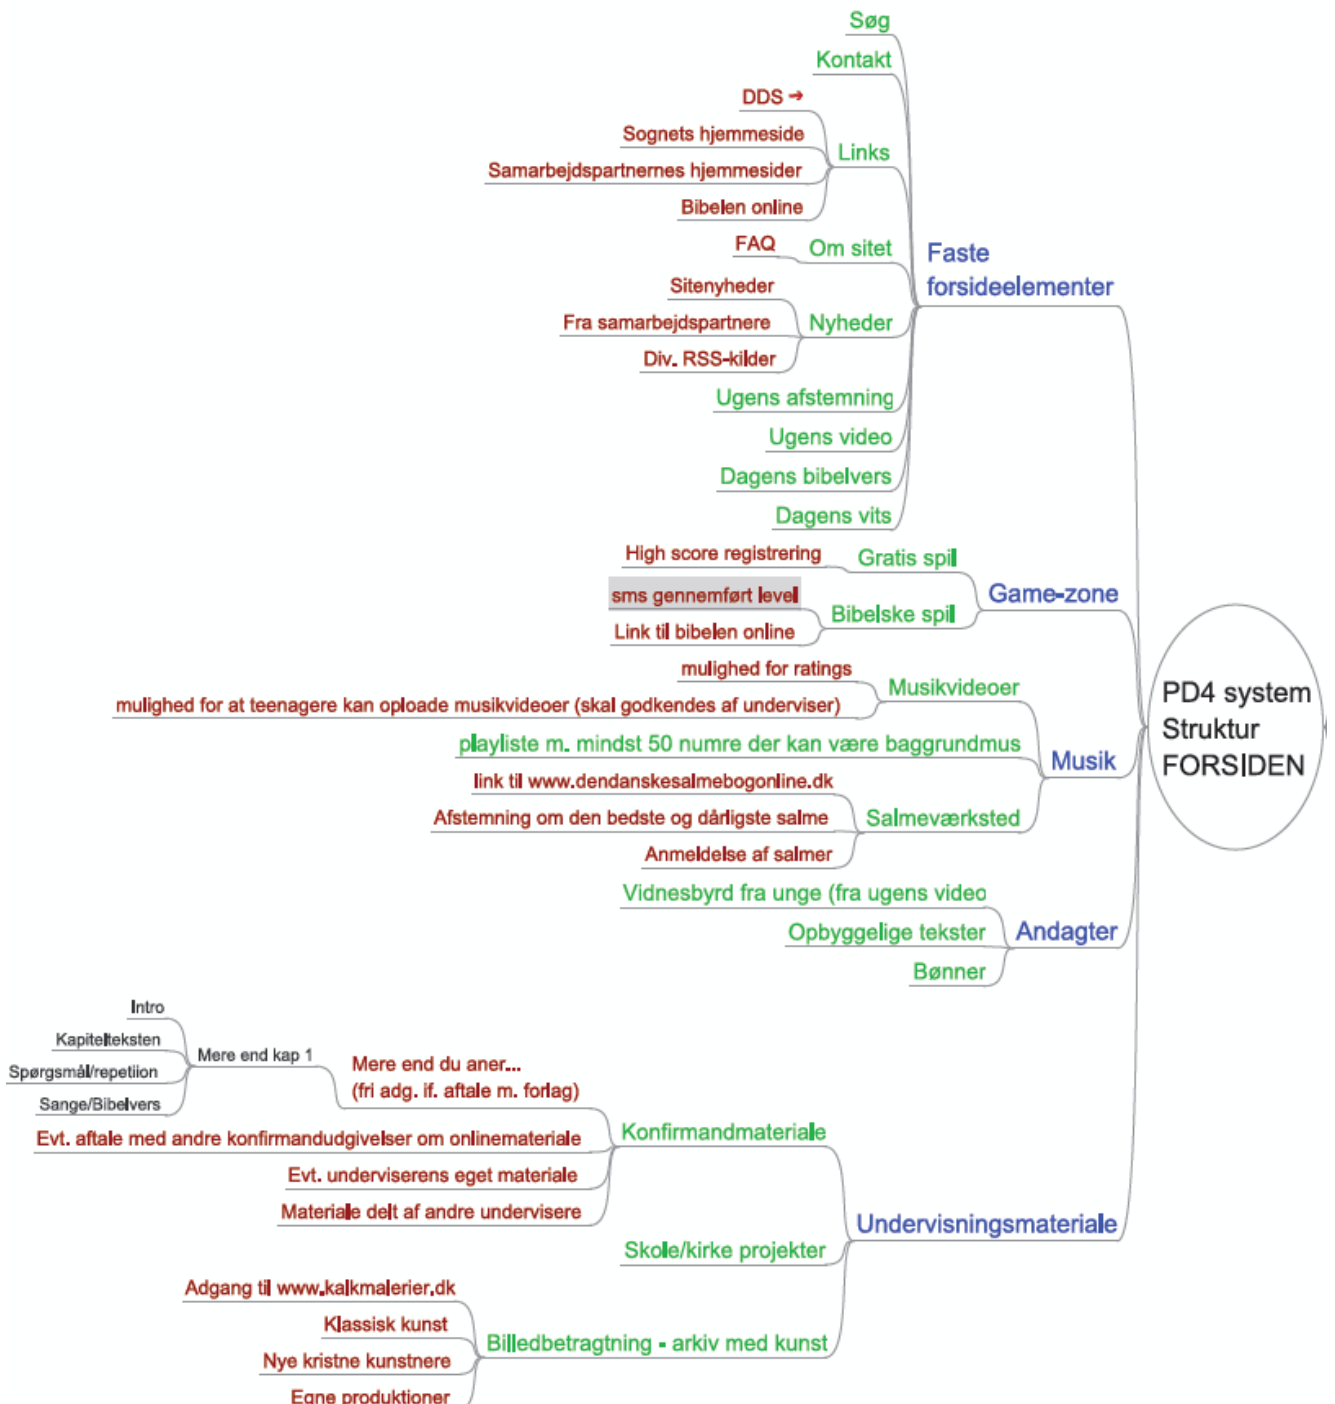 Søg
Kontakt
DDS ➔
Sognets hjemmeside
Links
Samarbejdspartnernes hjemmesider
Bibelen online
FAQ
Om sitet
Faste
forsideelementer
Sitenyheder
Fra samarbejdspartnere
Nyheder
Div. RSS-kilder
Ugens afstemning
Ugens video
Dagens bibelvers
Dagens vits
High score registrering
Gratis spil
Game-zone
sms gennemført level
Bibelske spil
Link til bibelen online
mulighed for ratings
Musikvideoer
mulighed for at teenagere kan oploade musikvideoer (skal godkendes af underviser)
playliste m. mindst 50 numre der kan være baggrundmus
Musik
link til www.dendanskesalmebogonline.dk
Afstemning om den bedste og dårligste salme
Salmeværksted
Anmeldelse af salmer
PD4 system
Struktur
FORSIDEN
Vidnesbyrd fra unge (fra ugens video
Opbyggelige tekster
Andagter
Bønner
Intro
Kapitelteksten
Mere end kap 1
Spørgsmål/repetiion
Sange/Bibelvers
Mere end du aner...
(fri adg. if. aftale m. forlag)
Konfirmandmateriale
Evt. aftale med andre konfirmandudgivelser om onlinemateriale
Evt. underviserens eget materiale
Materiale delt af andre undervisere
Undervisningsmateriale
Skole/kirke projekter
Adgang til www.kalkmalerier.dk
Klassisk kunst
Billedbetragtning - arkiv med kunst
Nye kristne kunstnere
Egne produktioner